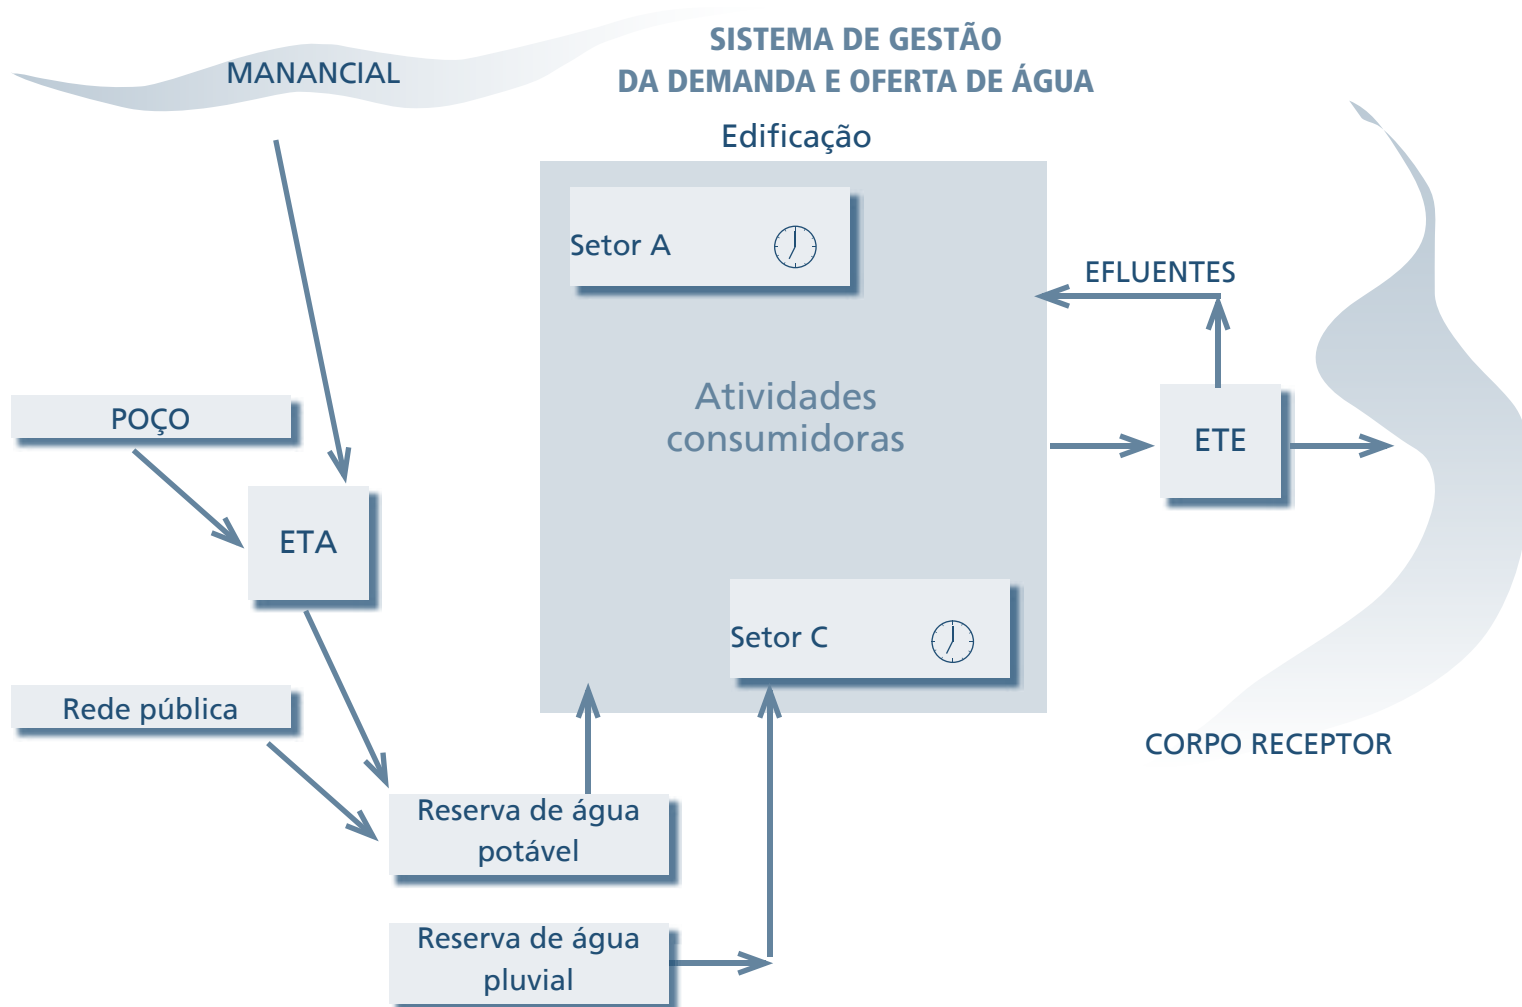 SISTEMA DE GESTÃO
DA DEMANDA E OFERTA DE ÁGUA
MANANCIAL
Edificação
Setor A
EFLUENTES
Atividades
consumidoras
POÇO
ETE
ETA
Setor C
Rede pública
CORPO RECEPTOR
Reserva de água
potável
Reserva de água
pluvial